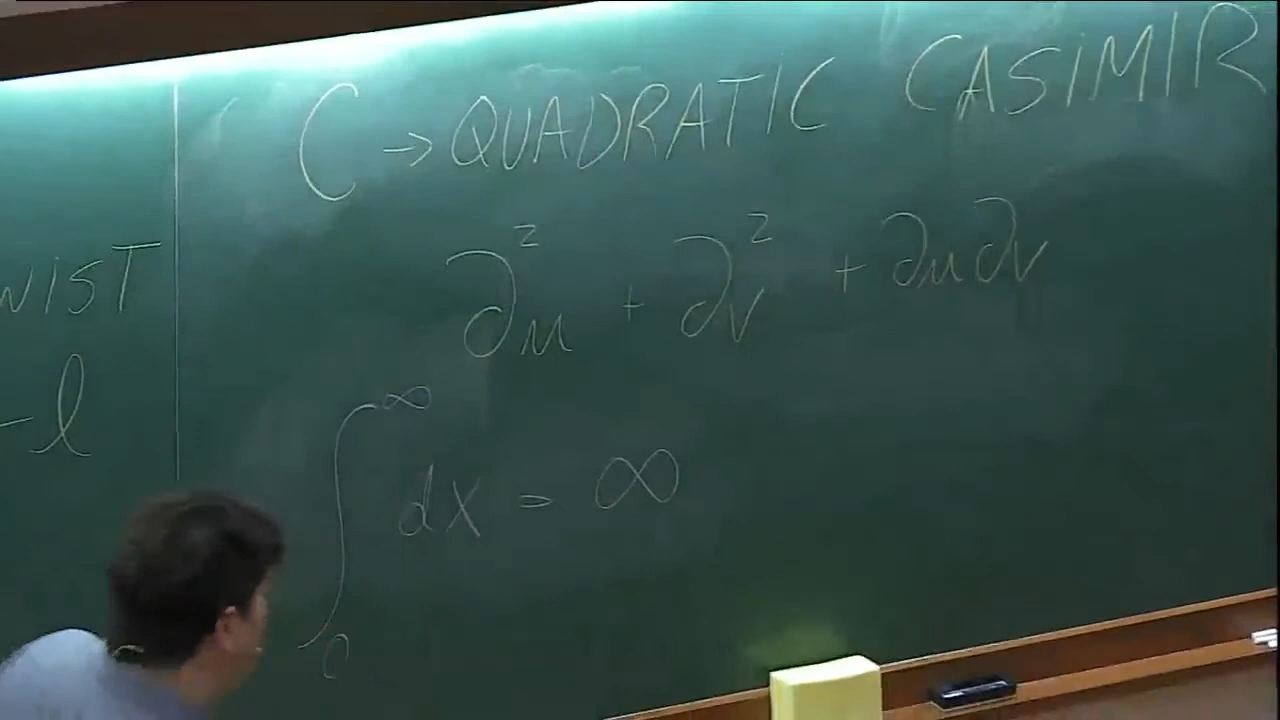 C → QUADRATIC CASIMIR
∂u² + ∂v² + ∂u∂v
WIST
-l
∫₀^∞ dx = ∞